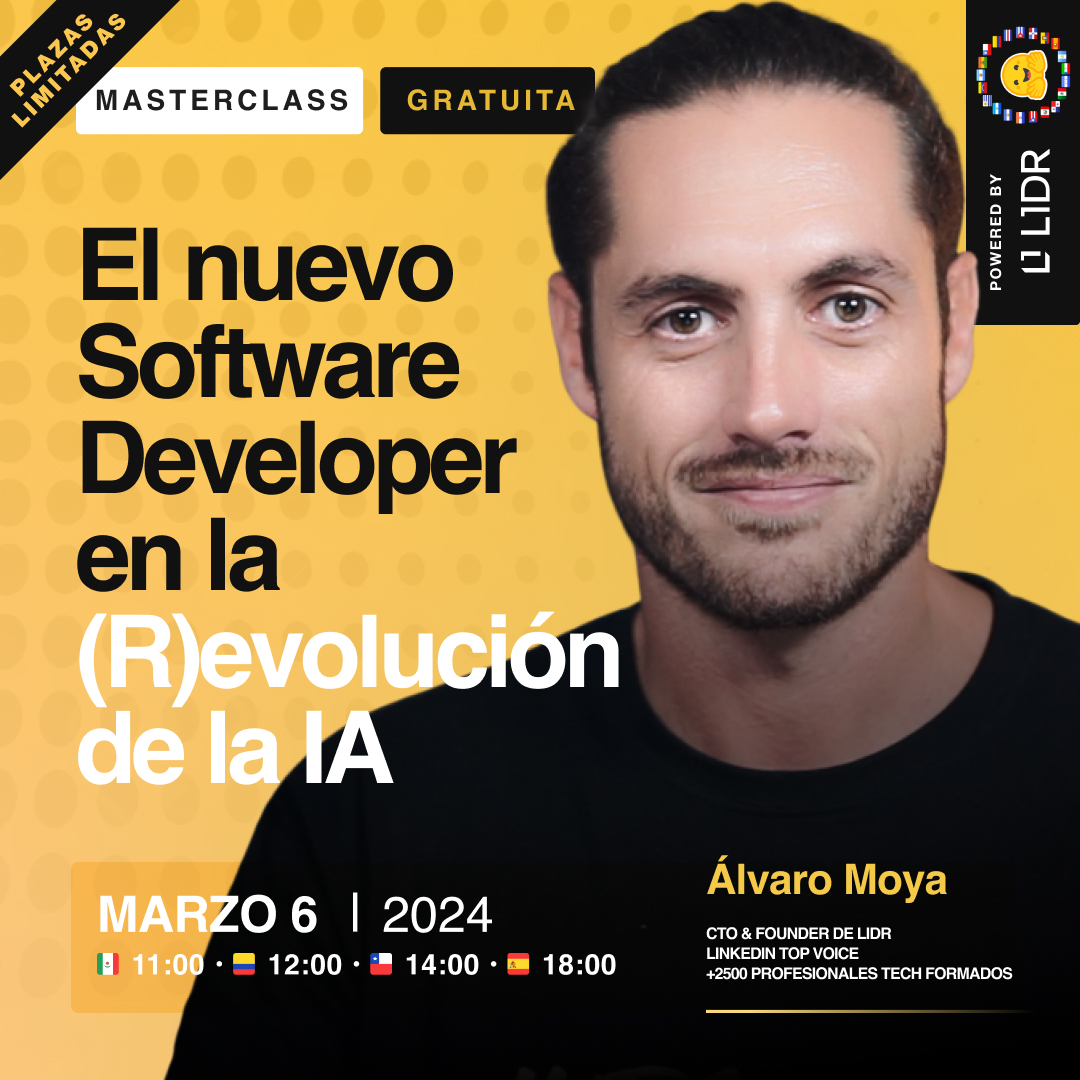 PLAZAS
LIMITADAS
MASTERCLASS
GRATUITA
POWERED BY
LIDR
El nuevo
Software
Developer
en la
(R)evolución
de la IA
MARZO 6 | 2024
11:00 · 12:00 · 14:00 · 18:00
Álvaro Moya
CTO & FOUNDER DE LIDR
LINKEDIN TOP VOICE
+2500 PROFESIONALES TECH FORMADOS